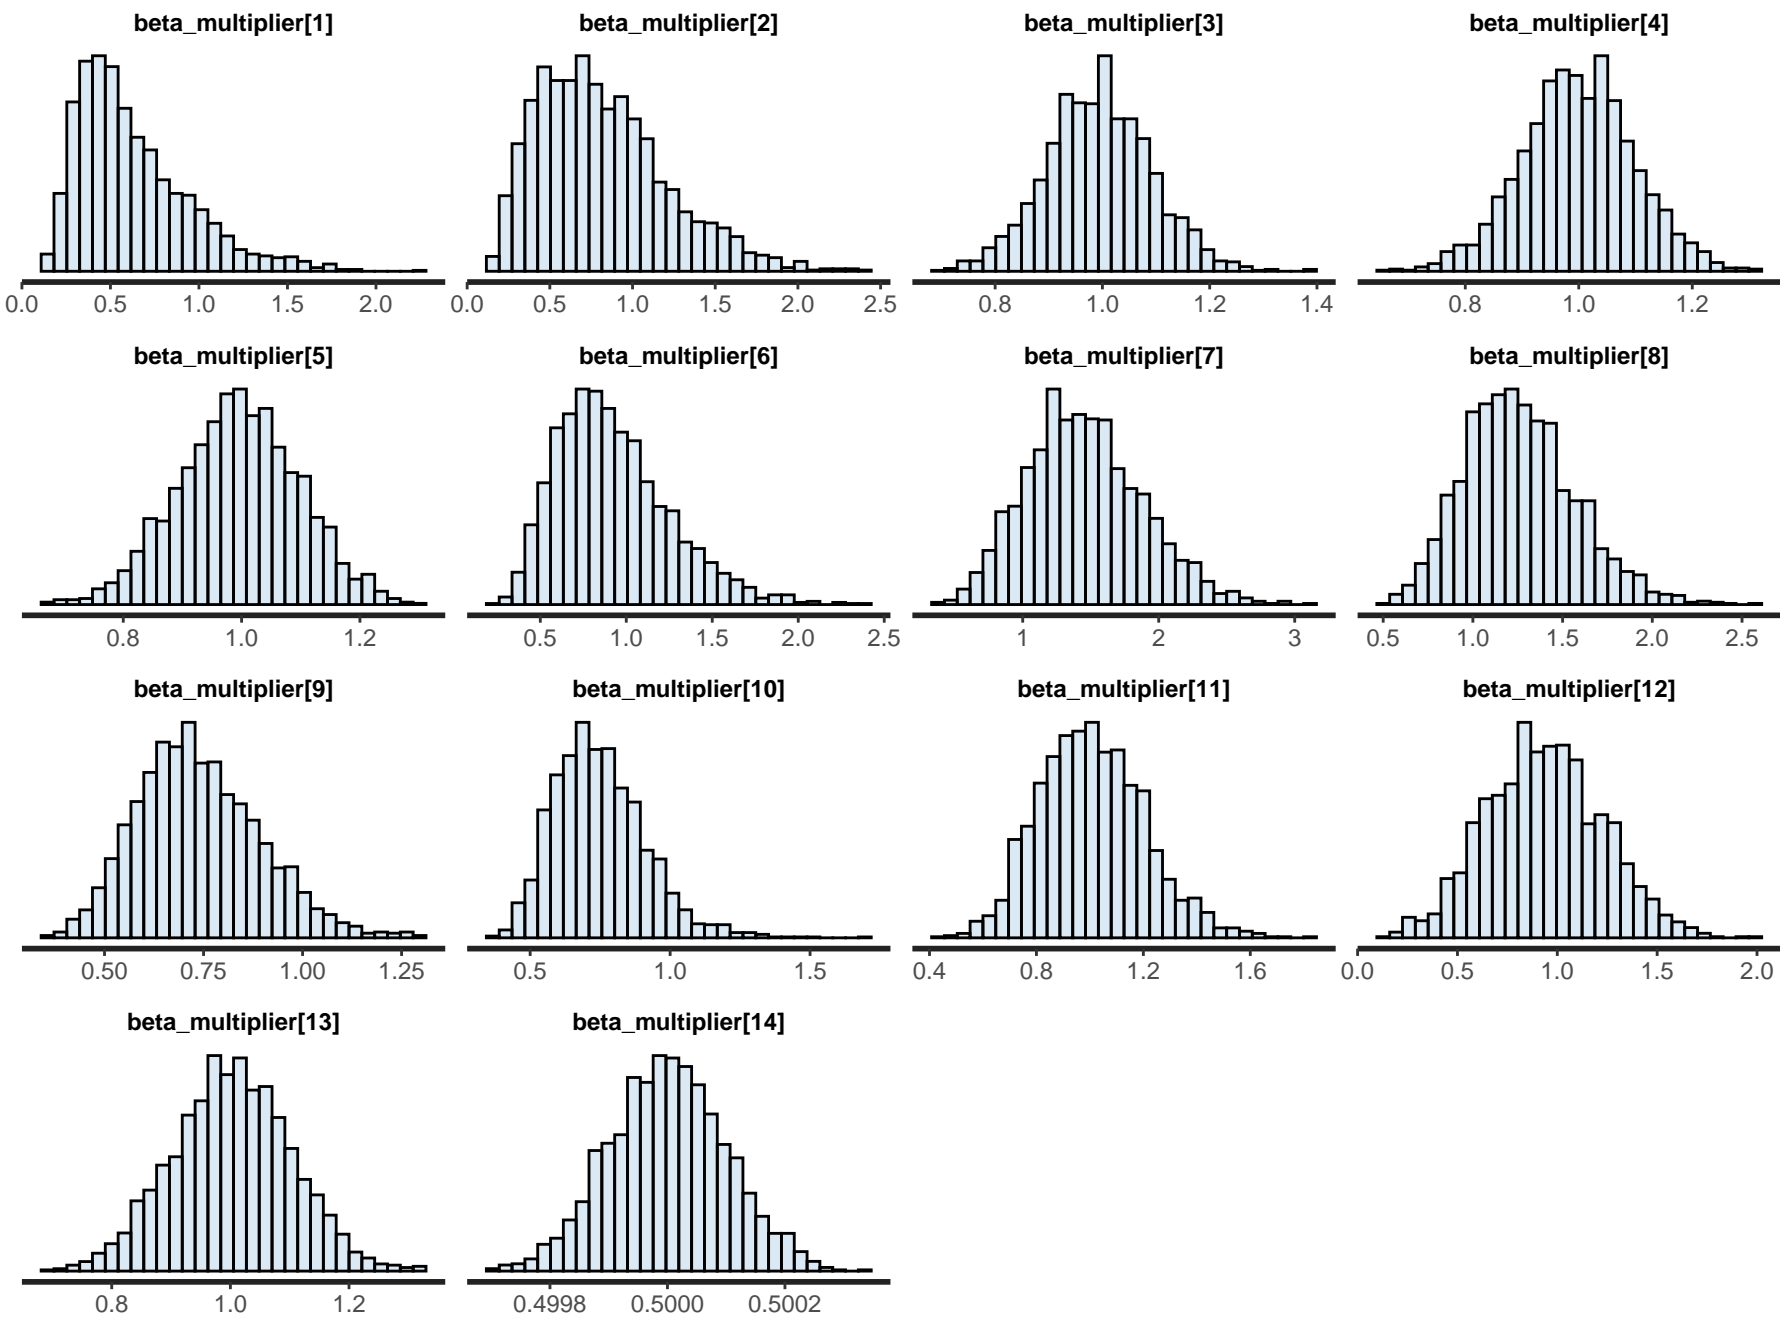 beta_multiplier[1] beta_multiplier[2] beta_multiplier[3] beta_multiplier[4]
0.0 0.5 1.0 1.5 2.0 0.0 0.5 1.0 1.5 2.0 2.5 0.8 1.0 1.2 1.4 0.8 1.0 1.2
beta_multiplier[5] beta_multiplier[6] beta_multiplier[7] beta_multiplier[8]
0.8 1.0 1.2 0.5 1.0 1.5 2.0 2.5 1 2 3 0.5 1.0 1.5 2.0 2.5
beta_multiplier[9] beta_multiplier[10] beta_multiplier[11] beta_multiplier[12]
0.50 0.75 1.00 1.25 0.5 1.0 1.5 0.4 0.8 1.2 1.6 0.0 0.5 1.0 1.5 2.0
beta_multiplier[13] beta_multiplier[14]
0.8 1.0 1.2 0.4998 0.5000 0.5002